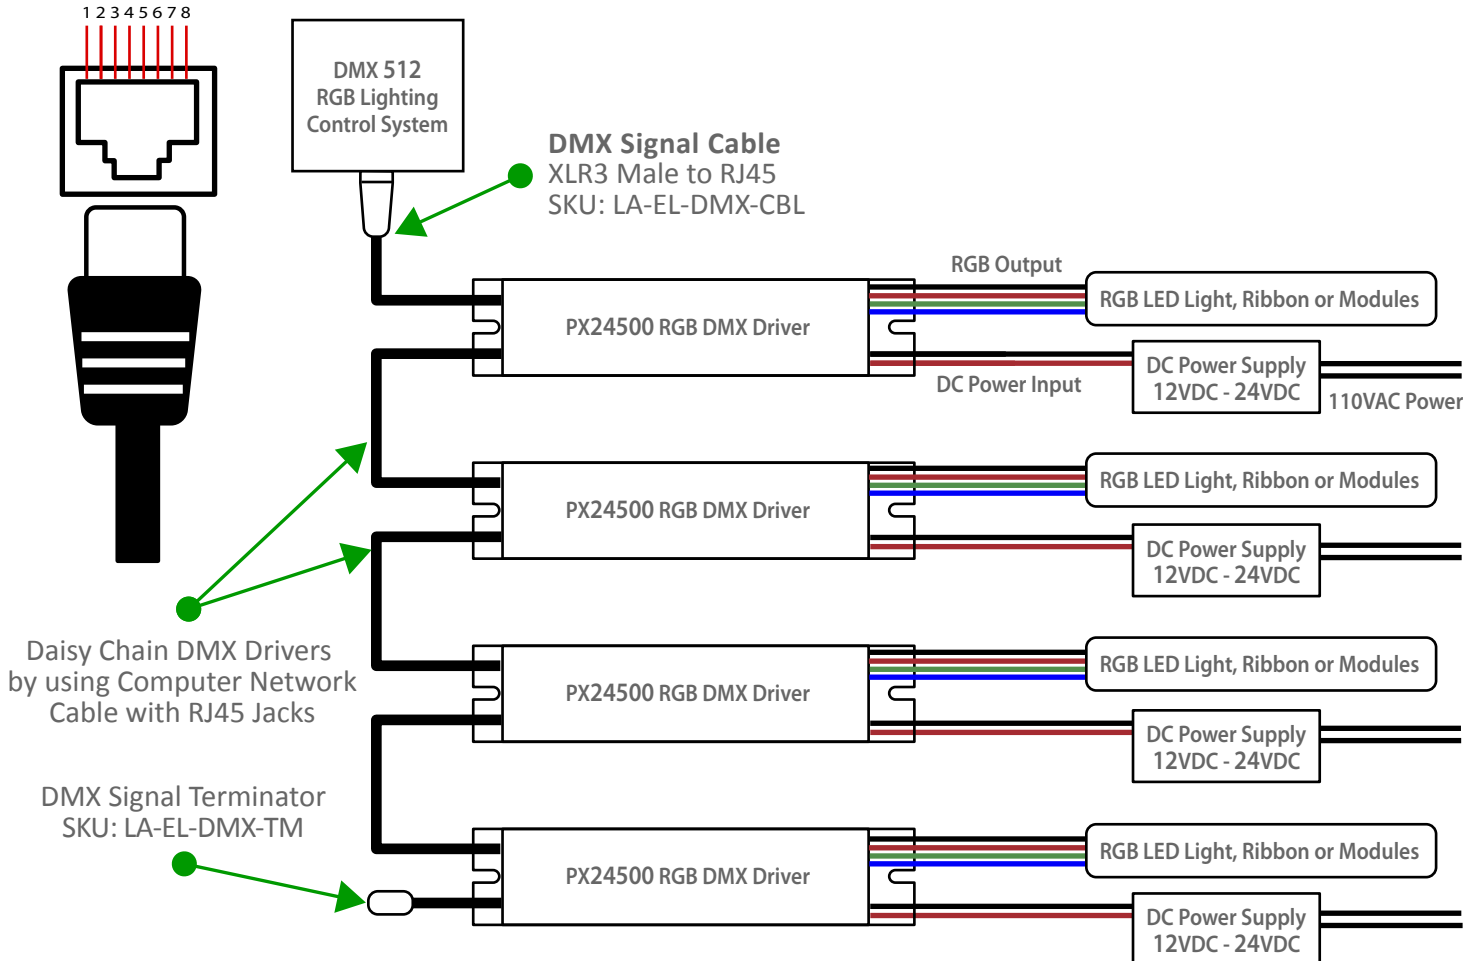 1 2 3 4 5 6 7 8
DMX 512
RGB Lighting
Control System
DMX Signal Cable
XLR3 Male to RJ45
SKU: LA-EL-DMX-CBL
RGB Output
PX24500 RGB DMX Driver
RGB LED Light, Ribbon or Modules
DC Power Input
DC Power Supply
12VDC - 24VDC
110VAC Power
PX24500 RGB DMX Driver
RGB LED Light, Ribbon or Modules
DC Power Supply
12VDC - 24VDC
Daisy Chain DMX Drivers
by using Computer Network
Cable with RJ45 Jacks
PX24500 RGB DMX Driver
RGB LED Light, Ribbon or Modules
DC Power Supply
12VDC - 24VDC
DMX Signal Terminator
SKU: LA-EL-DMX-TM
PX24500 RGB DMX Driver
RGB LED Light, Ribbon or Modules
DC Power Supply
12VDC - 24VDC